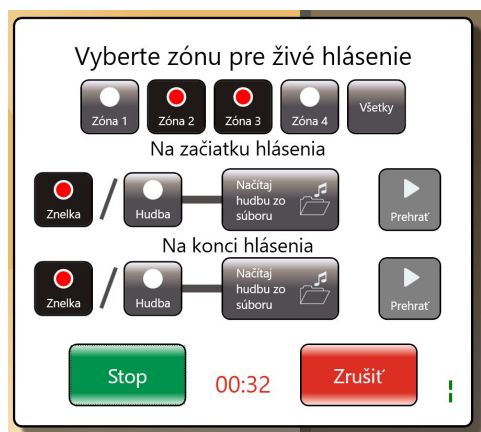 Vyberte zónu pre živé hlásenie
Zóna 1 Zóna 2 Zóna 3 Zóna 4 Všetky
Na začiatku hlásenia
Znelka Hudba Načítaj
hudbu zo
súboru
Prehrať
Na konci hlásenia
Znelka Hudba Načítaj
hudbu zo
súboru
Prehrať
Stop 00:32 Zrušiť